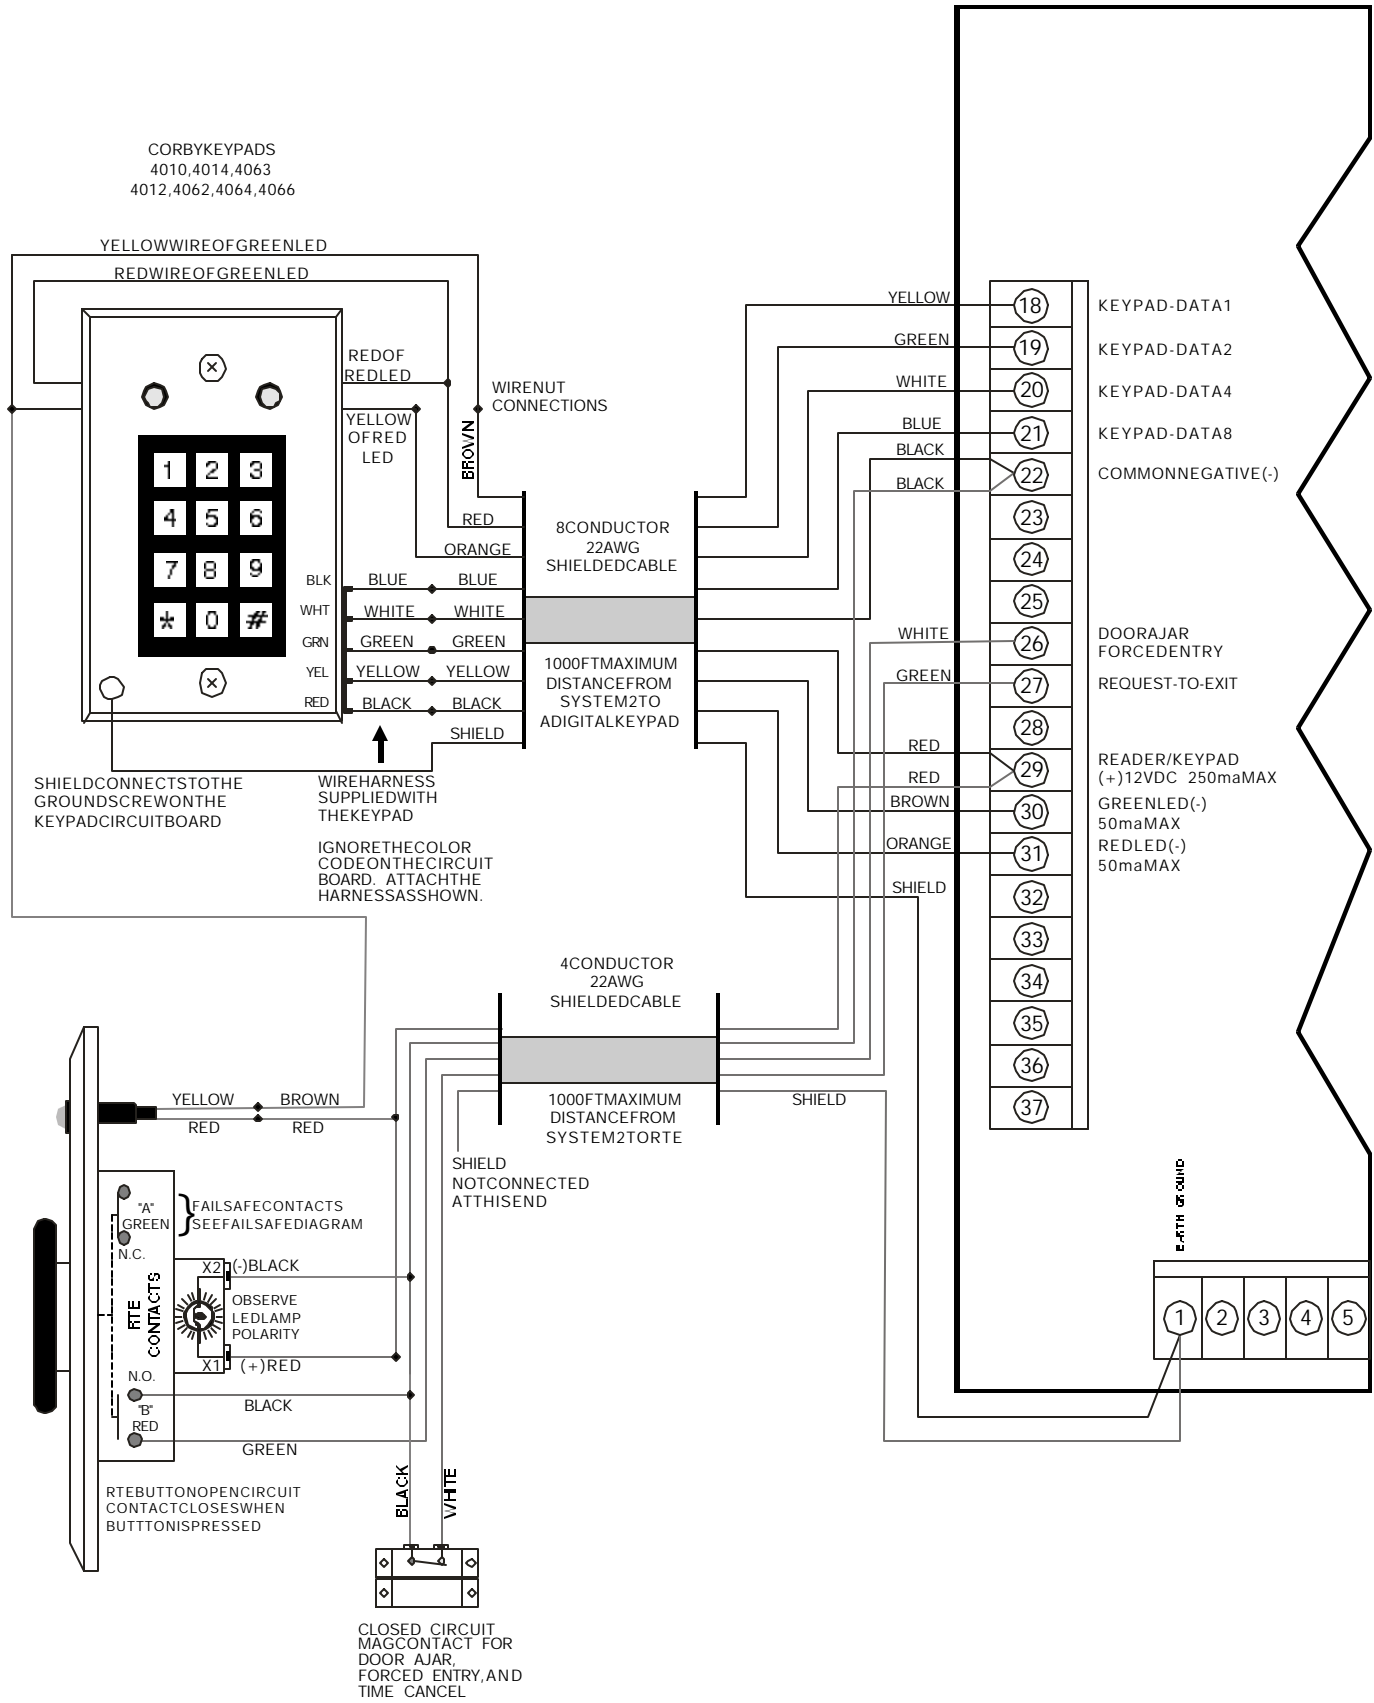 CORBYKEYPADS
4010,4014,4063
4012,4062,4064,4066
YELLOWWIREOFGREENLED
REDWIREOFGREENLED
REDOF
REDLED
YELLOW
OFRED
LED
WIRENUT
CONNECTIONS
BROWN
RED
ORANGE
8CONDUCTOR
22AWG
SHIELDEDCABLE
1 2 3
4 5 6
7 8 9
* 0 #
BLK BLUE BLUE
WHT WHITE WHITE
GRN GREEN GREEN
YEL YELLOW YELLOW
RED BLACK BLACK
SHIELD
1000FTMAXIMUM
DISTANCEFROM
SYSTEM2TO
ADIGITALKEYPAD
SHIELDCONNECTSTOTHE
GROUNDSCREWONTHE
KEYPADCIRCUITBOARD
WIREHARNESS
SUPPLIEDWITH
THEKEYPAD
IGNORETHECOLOR
CODEONTHECIRCUIT
BOARD. ATTACHTHE
HARNESSASSHOWN.
YELLOW 18 KEYPAD-DATA1
GREEN 19 KEYPAD-DATA2
WHITE 20 KEYPAD-DATA4
BLUE 21 KEYPAD-DATA8
BLACK
BLACK 22 COMMONNEGATIVE(-)
23
24
25
WHITE 26 DOORAJAR
FORCEDENTRY
GREEN 27 REQUEST-TO-EXIT
28
RED
RED 29 READER/KEYPAD
(+)12VDC 250maMAX
BROWN 30 GREENLED(-)
50maMAX
ORANGE 31 REDLED(-)
50maMAX
SHIELD 32
33
34
35
36
37
4CONDUCTOR
22AWG
SHIELDEDCABLE
1000FTMAXIMUM
DISTANCEFROM
SYSTEM2TORTE
SHIELD
SHIELD
NOTCONNECTED
ATTHISEND
YELLOW BROWN
RED RED
"A"
GREEN
N.C.
FAILSAFECONTACTS
SEEFAILSAFEDIAGRAM
RTE
CONTACTS
X2 (-)BLACK
OBSERVE
LEDLAMP
POLARITY
X1 (+)RED
N.O.
"B"
RED
BLACK
GREEN
RTEBUTTONOPENCIRCUIT
CONTACTCLOSESWHEN
BUTTTONISPRESSED
BLACK
WHITE
CLOSED CIRCUIT
MAGCONTACT FOR
DOOR AJAR,
FORCED ENTRY,AND
TIME CANCEL
EARTH GROUND
1 2 3 4 5